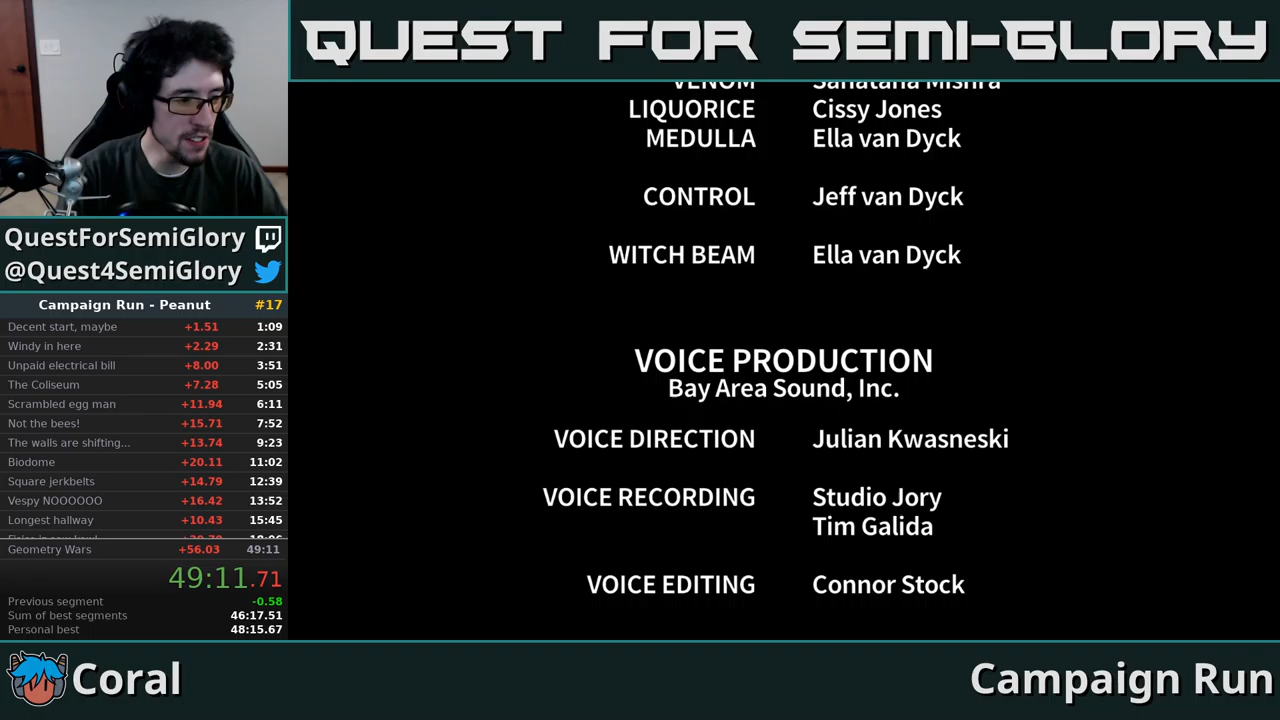 QUEST FOR SEMI-GLORY
VENOM Sanatana Mishra
LIQUORICE Cissy Jones
MEDULLA Ella van Dyck
CONTROL Jeff van Dyck
WITCH BEAM Ella van Dyck
VOICE PRODUCTION
Bay Area Sound, Inc.
VOICE DIRECTION Julian Kwasneski
VOICE RECORDING Studio Jory
Tim Galida
VOICE EDITING Connor Stock
QuestForSemiGlory
@Quest4SemiGlory
Campaign Run - Peanut #17
Decent start, maybe +1.51 1:09
Windy in here +2.29 2:31
Unpaid electrical bill +8.00 3:51
The Coliseum +7.28 5:05
Scrambled egg man +11.94 6:11
Not the bees! +15.71 7:52
The walls are shifting... +13.74 9:23
Biodome +20.11 11:02
Square jerkbelts +14.79 12:39
Vespy NOOOOOO +16.42 13:52
Longest hallway +10.43 15:45
Geometry Wars +56.03 49:11
49:11.71
Previous segment -0.58
Sum of best segments 46:17.51
Personal best 48:15.67
Coral
Campaign Run